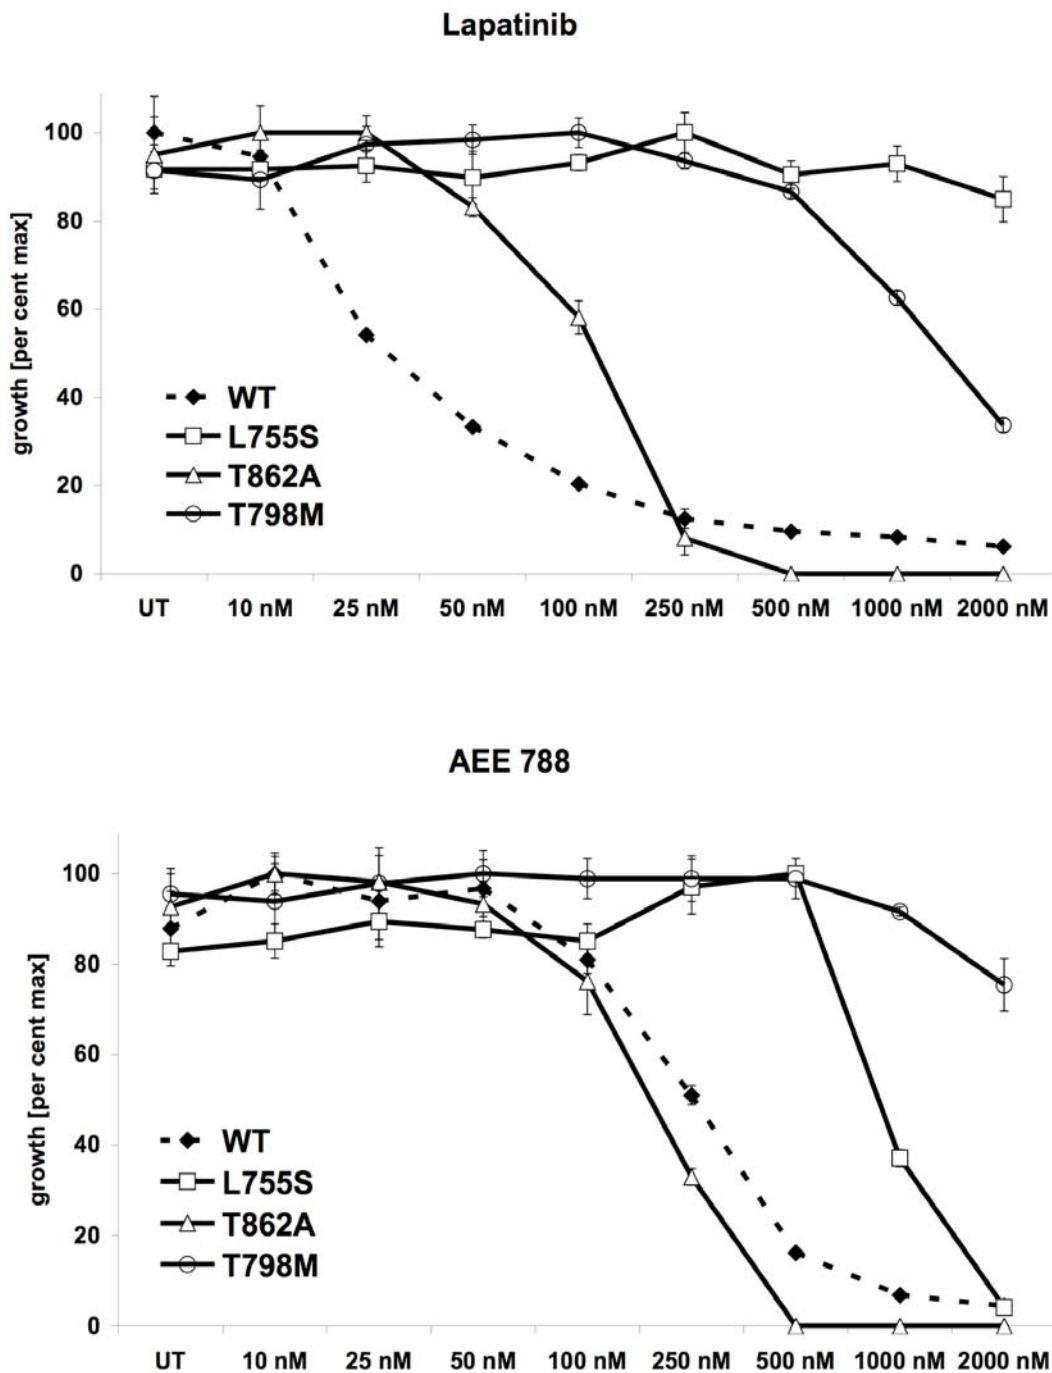 Lapatinib
growth [per cent max]
100
80
60
40
20
0
WT
L755S
T862A
T798M
UT 10 nM 25 nM 50 nM 100 nM 250 nM 500 nM 1000 nM 2000 nM
AEE 788
growth [per cent max]
100
80
60
40
20
0
WT
L755S
T862A
T798M
UT 10 nM 25 nM 50 nM 100 nM 250 nM 500 nM 1000 nM 2000 nM